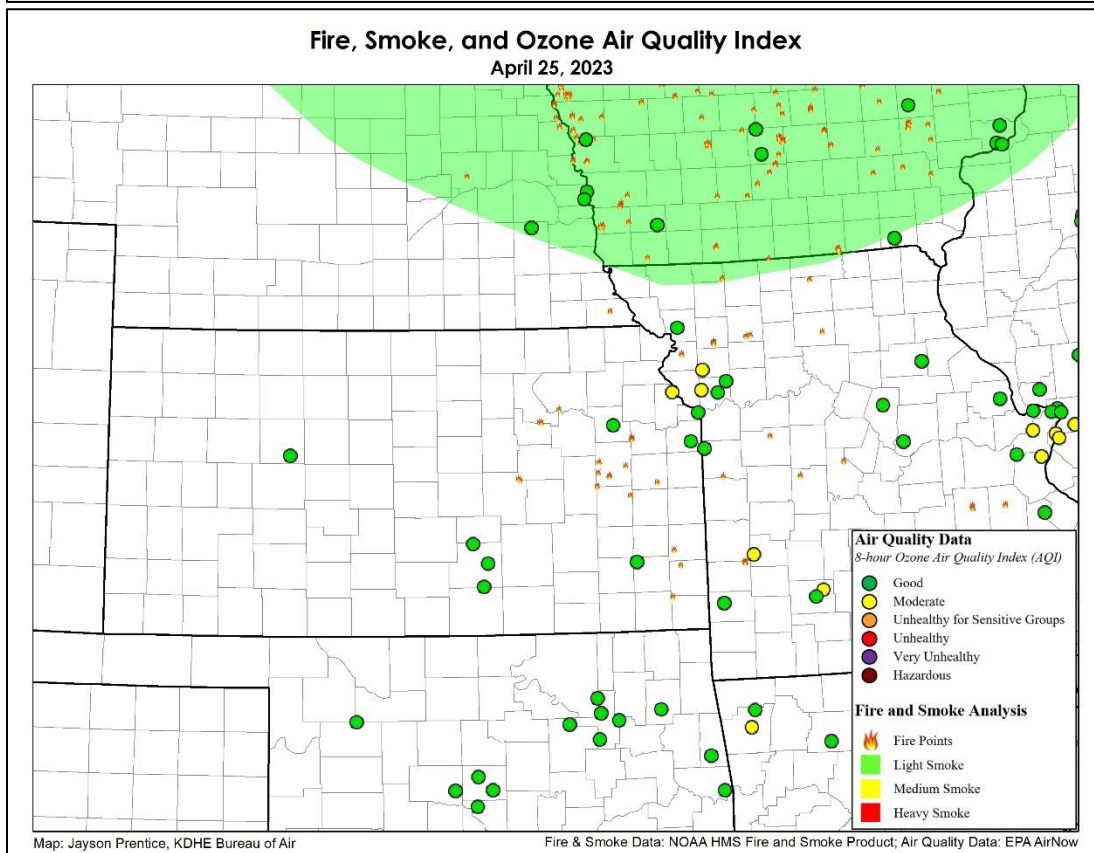 Fire, Smoke, and Ozone Air Quality Index
April 25, 2023
Air Quality Data
8-hour Ozone Air Quality Index (AQI)
Good
Moderate
Unhealthy for Sensitive Groups
Unhealthy
Very Unhealthy
Hazardous
Fire and Smoke Analysis
Fire Points
Light Smoke
Medium Smoke
Heavy Smoke
Map: Jayson Prentice, KDHE Bureau of Air
Fire & Smoke Data: NOAA HMS Fire and Smoke Product; Air Quality Data: EPA AirNow